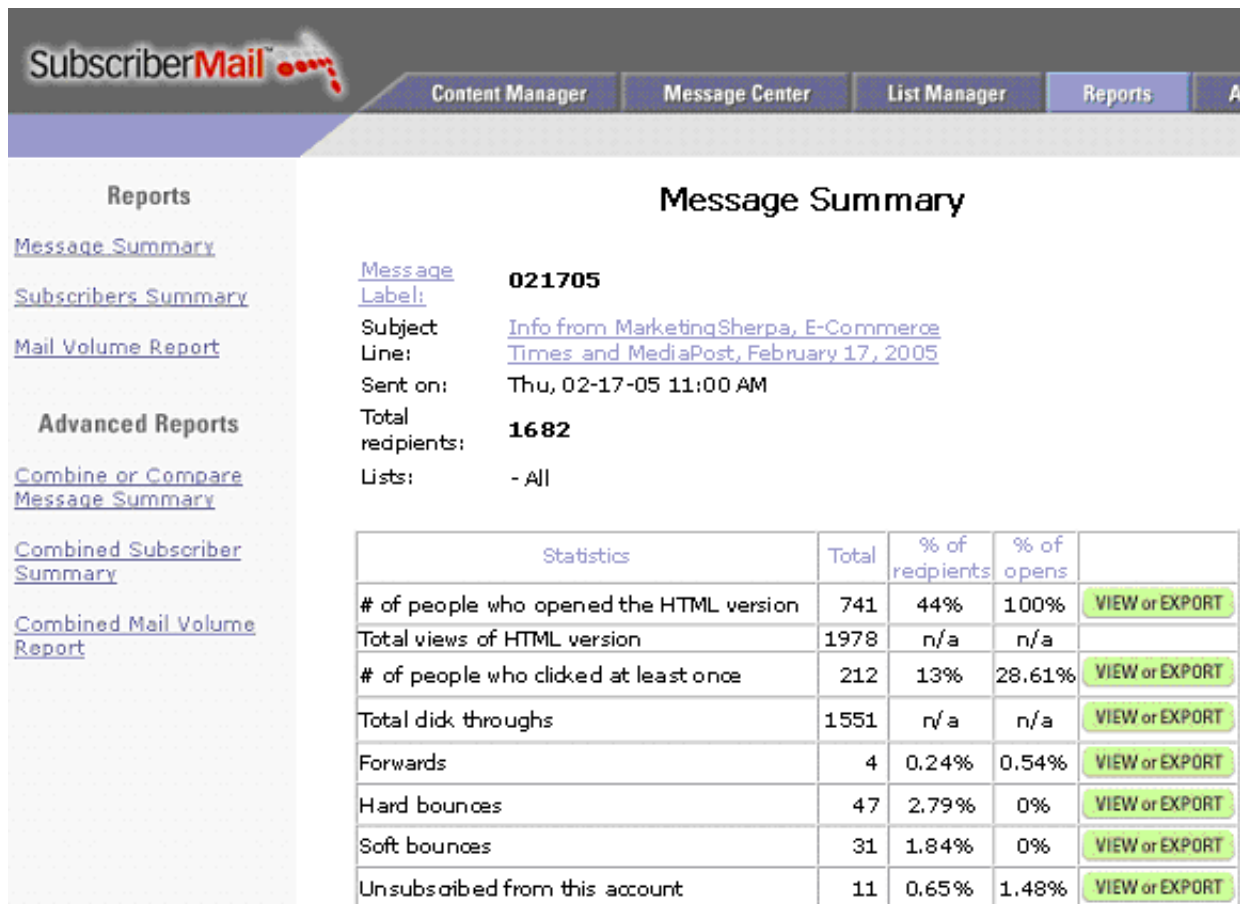 SubscriberMail™
Content Manager Message Center List Manager Reports A
Reports
Message Summary
Subscribers Summary
Mail Volume Report
Advanced Reports
Combine or Compare
Message Summary
Combined Subscriber
Summary
Combined Mail Volume
Report
Message Summary
Message
Label: 021705
Subject
Line: Info from MarketingSherpa, E-Commerce
Times and MediaPost, February 17, 2005
Sent on: Thu, 02-17-05 11:00 AM
Total
recipients: 1682
Lists: - All
Statistics Total % of
recipients % of
opens
# of people who opened the HTML version 741 44% 100% VIEW or EXPORT
Total views of HTML version 1978 n/a n/a
# of people who clicked at least once 212 13% 28.61% VIEW or EXPORT
Total click throughs 1551 n/a n/a VIEW or EXPORT
Forwards 4 0.24% 0.54% VIEW or EXPORT
Hard bounces 47 2.79% 0% VIEW or EXPORT
Soft bounces 31 1.84% 0% VIEW or EXPORT
Unsubscribed from this account 11 0.65% 1.48% VIEW or EXPORT